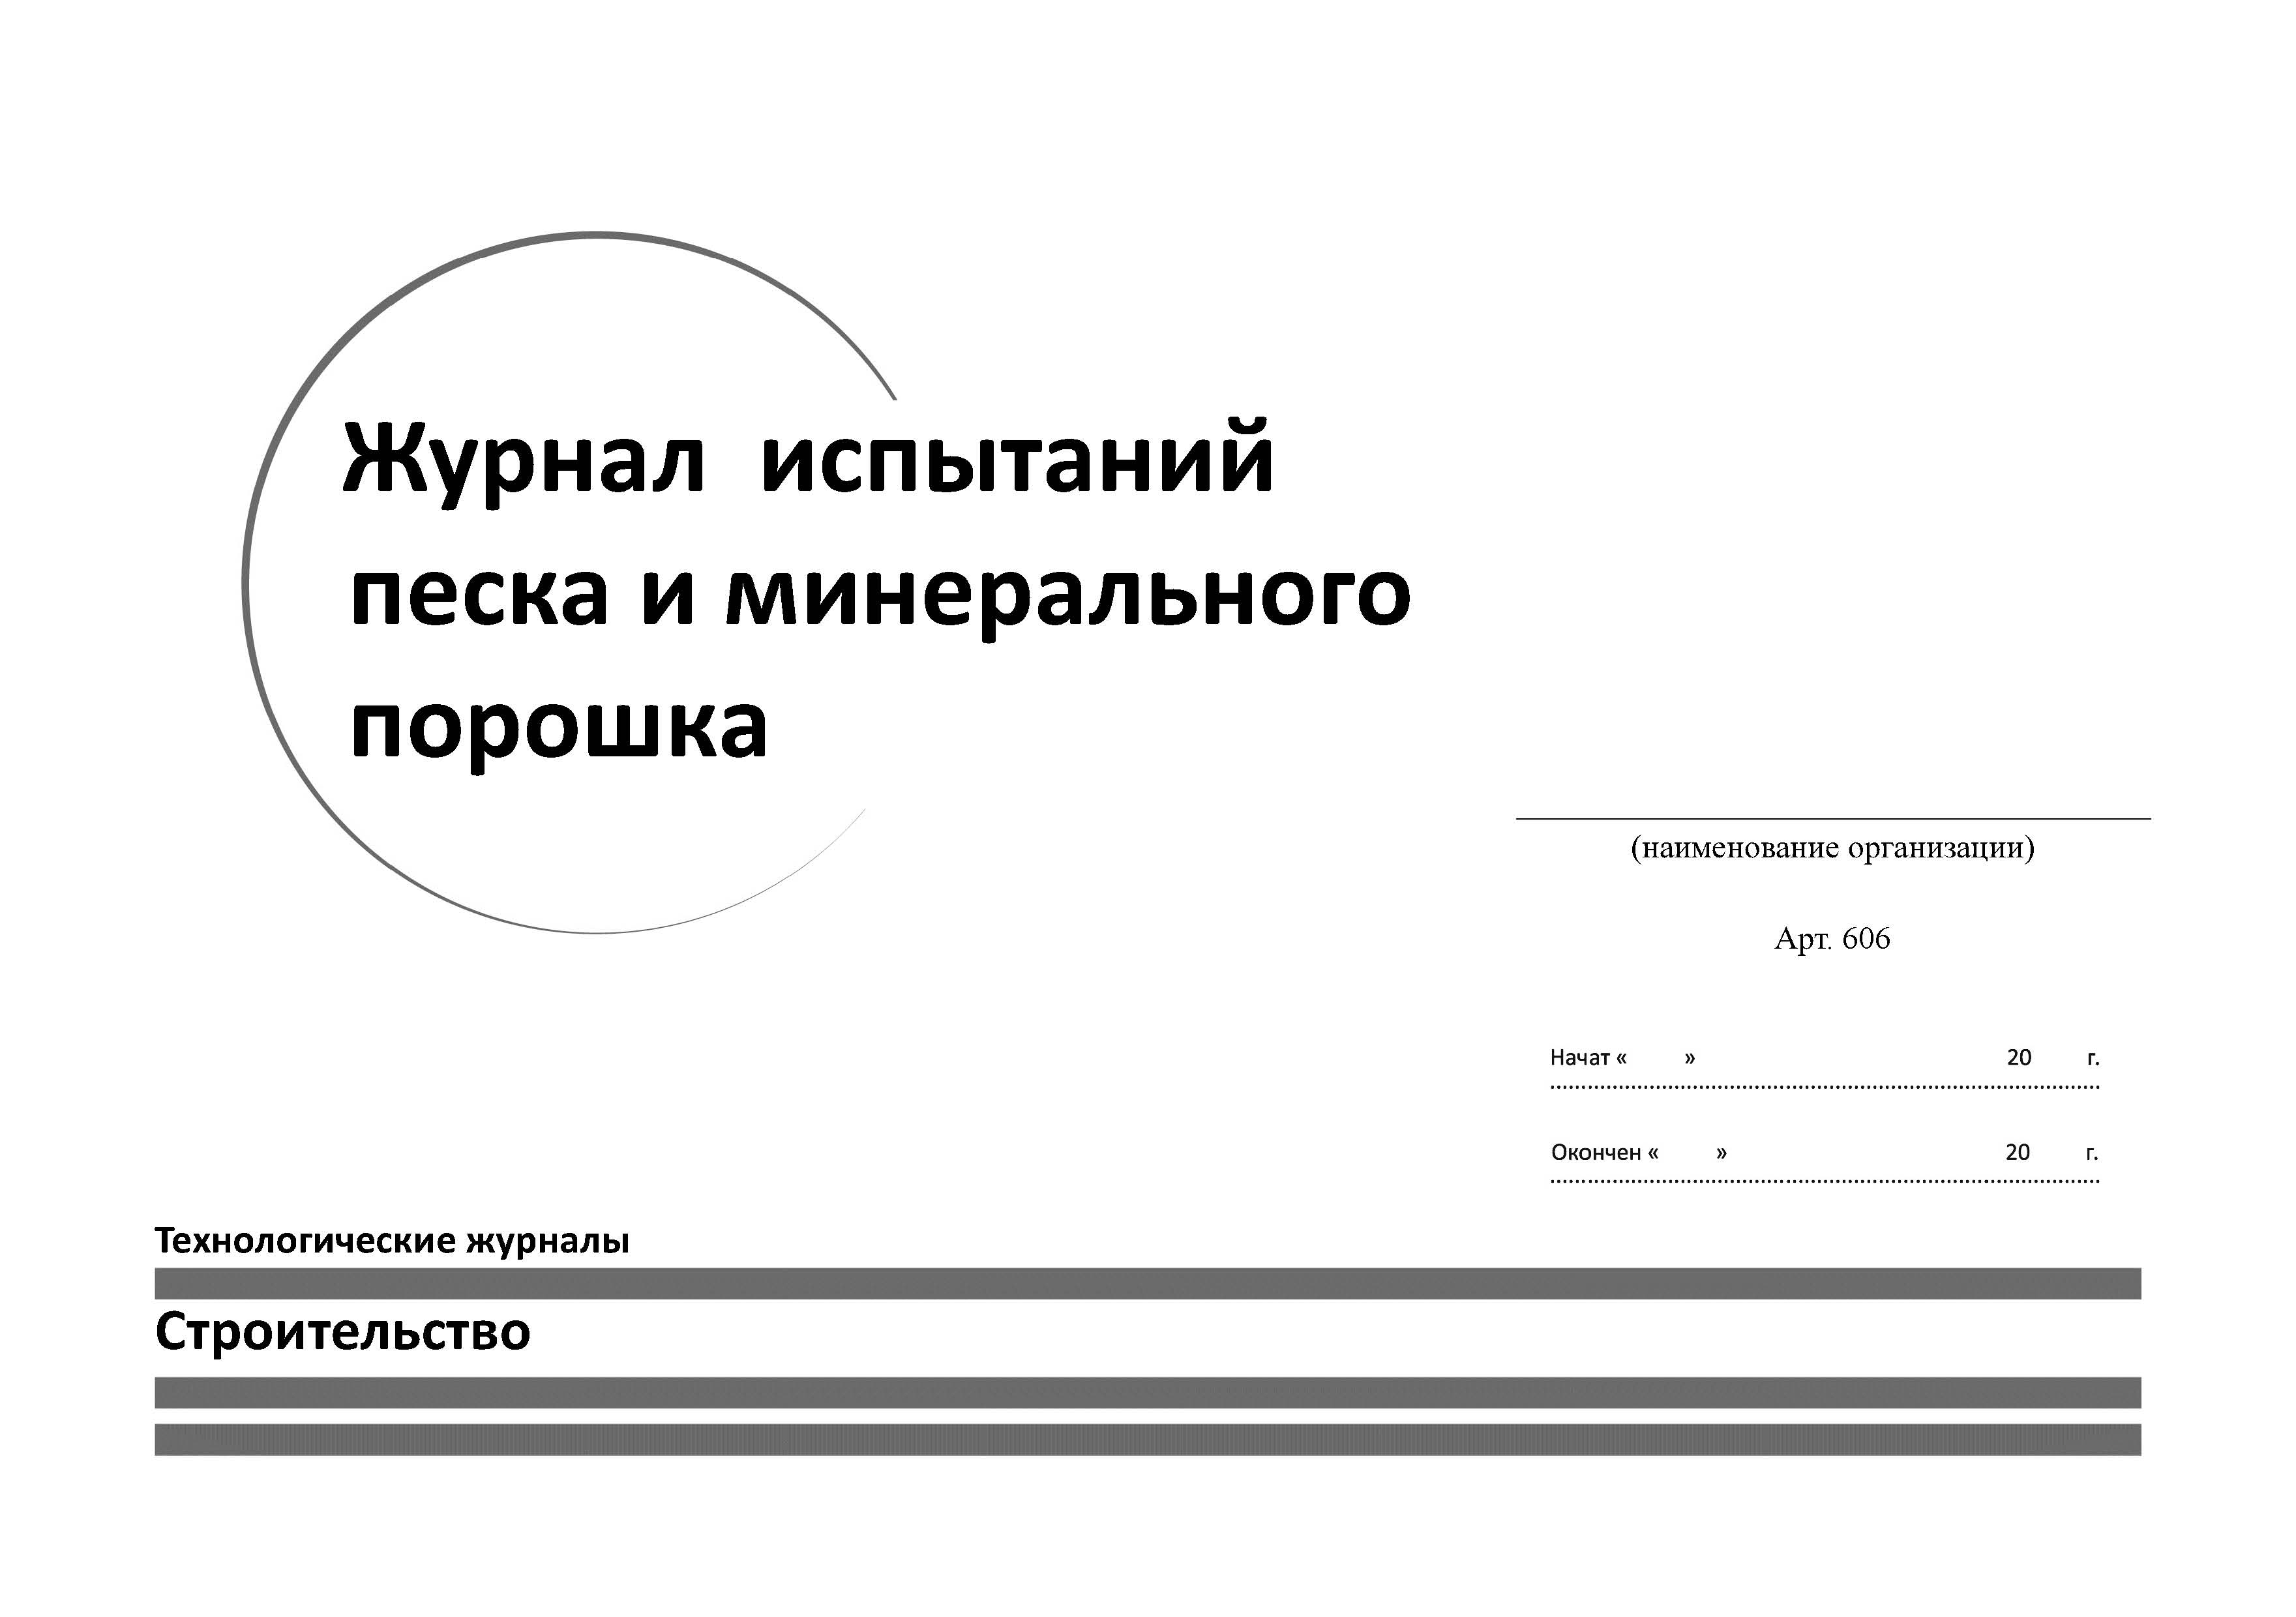 Журнал испытаний
песка и минерального
порошка
(наименование организации)
Арт. 606
Начат « » 20 г.
Окончен « » 20 г.
Технологические журналы
Строительство